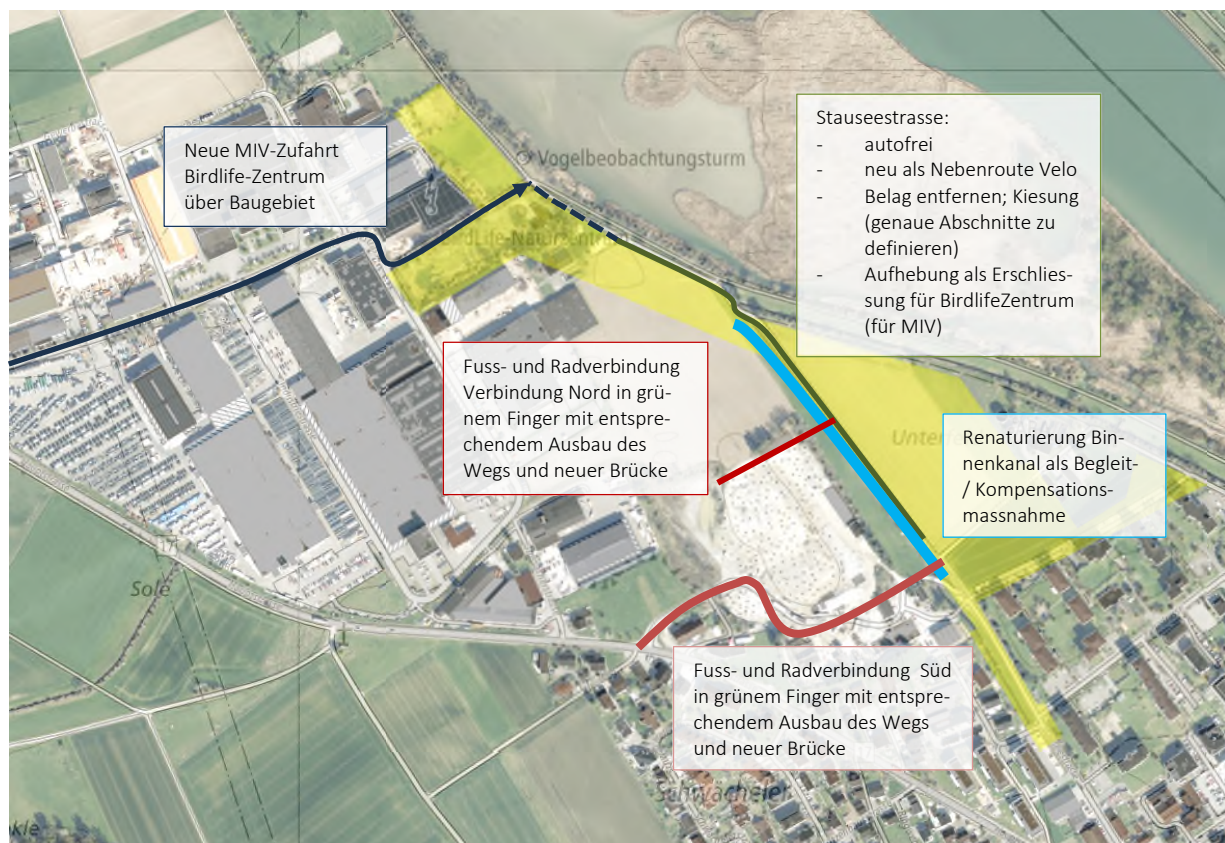 Neue MIV-Zufahrt
Birdlife-Zentrum
über Baugebiet
Vogelbeobachtungsturm
Stauseestrasse:
- autofrei
- neu als Nebenroute Velo
- Belag entfernen; Kiesung
(genaue Abschnitte zu
definieren)
- Aufhebung als Erschlies-
sung für BirdlifeZentrum
(für MIV)
Fuss- und Radverbindung
Verbindung Nord in grü-
nem Finger mit entspre-
chendem Ausbau des
Wegs und neuer Brücke
Renaturierung Bin-
nenkanal als Begleit-
/ Kompensations-
massnahme
Sole
Fuss- und Radverbindung Süd
in grünem Finger mit entspre-
chendem Ausbau des Wegs
und neuer Brücke
Schwächeler